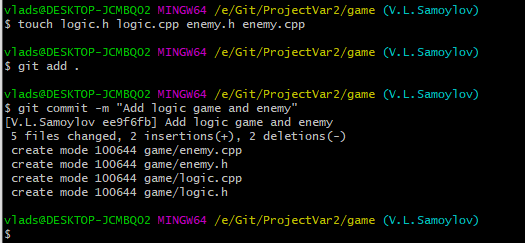 vlads@DESKTOP-JCMBQO2 MINGW64 /e/Git/ProjectVar2/game (V.L.Samoylov)
$ touch logic.h logic.cpp enemy.h enemy.cpp
vlads@DESKTOP-JCMBQO2 MINGW64 /e/Git/ProjectVar2/game (V.L.Samoylov)
$ git add .
vlads@DESKTOP-JCMBQO2 MINGW64 /e/Git/ProjectVar2/game (V.L.Samoylov)
$ git commit -m "Add logic game and enemy"
[V.L.Samoylov ee9f6fb] Add logic game and enemy
 5 files changed, 2 insertions(+), 2 deletions(-)
 create mode 100644 game/enemy.cpp
 create mode 100644 game/enemy.h
 create mode 100644 game/logic.cpp
 create mode 100644 game/logic.h
vlads@DESKTOP-JCMBQO2 MINGW64 /e/Git/ProjectVar2/game (V.L.Samoylov)
$